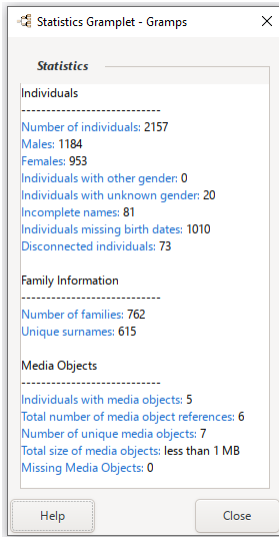 Statistics Gramplet - Gramps
Statistics
Individuals
----------------------------
Number of individuals: 2157
Males: 1184
Females: 953
Individuals with other gender: 0
Individuals with unknown gender: 20
Incomplete names: 81
Individuals missing birth dates: 1010
Disconnected individuals: 73
Family Information
----------------------------
Number of families: 762
Unique surnames: 615
Media Objects
----------------------------
Individuals with media objects: 5
Total number of media object references: 6
Number of unique media objects: 7
Total size of media objects: less than 1 MB
Missing Media Objects: 0
Help Close